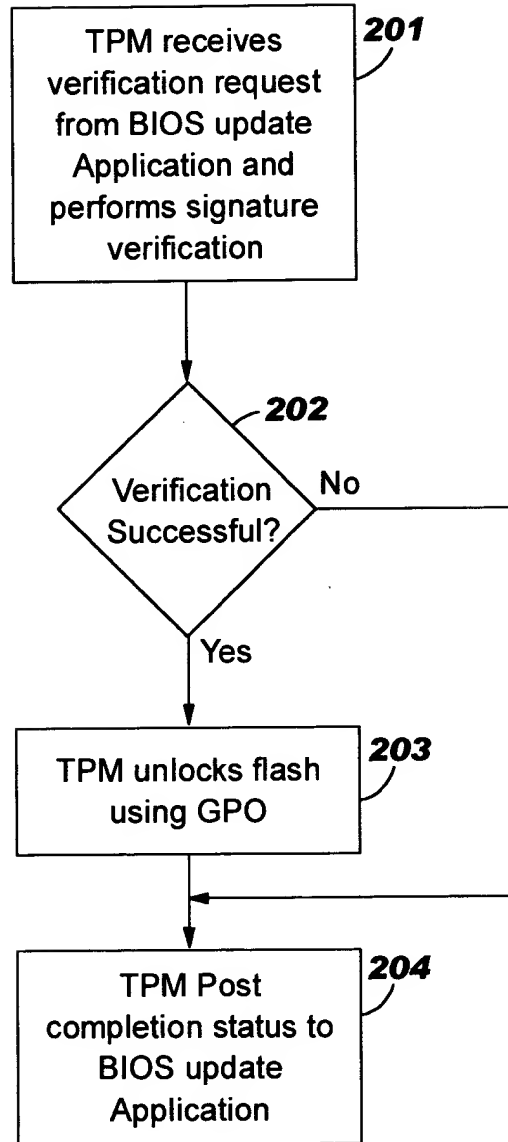 201
TPM receives
verification request
from BIOS update
Application and
performs signature
verification
202
Verification
Successful?
No
Yes
203
TPM unlocks flash
using GPO
204
TPM Post
completion status to
BIOS update
Application